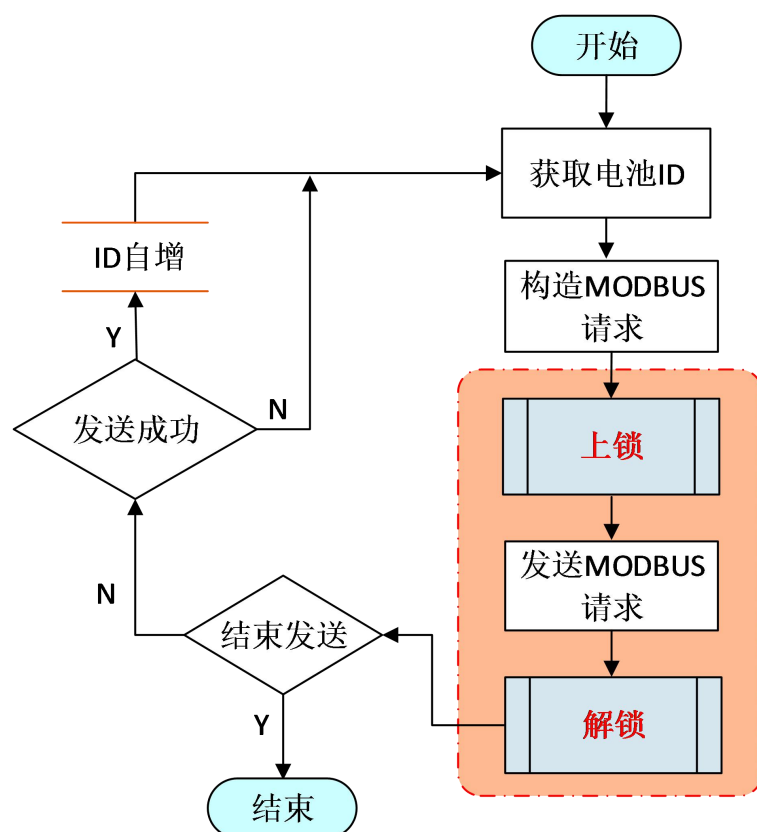 开始
获取电池ID
构造MODBUS
请求
上锁
发送MODBUS
请求
解锁
结束发送
Y
结束
N
发送成功
N
Y
ID自增